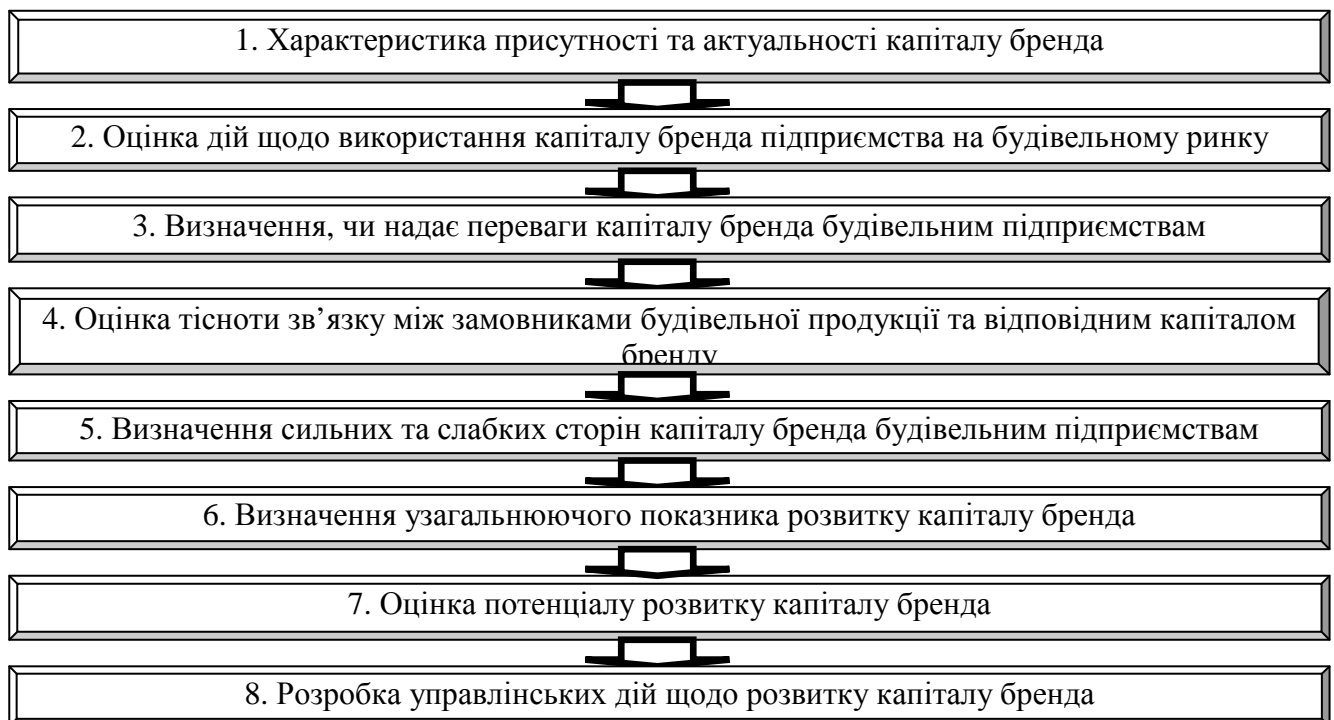 1. Характеристика присутності та актуальності капіталу бренда
2. Оцінка дій щодо використання капіталу бренда підприємства на будівельному ринку
3. Визначення, чи надає переваги капіталу бренда будівельним підприємствам
4. Оцінка тісноти зв’язку між замовниками будівельної продукції та відповідним капіталом
бренду
5. Визначення сильних та слабких сторін капіталу бренда будівельним підприємствам
6. Визначення узагальнюючого показника розвитку капіталу бренда
7. Оцінка потенціалу розвитку капіталу бренда
8. Розробка управлінських дій щодо розвитку капіталу бренда